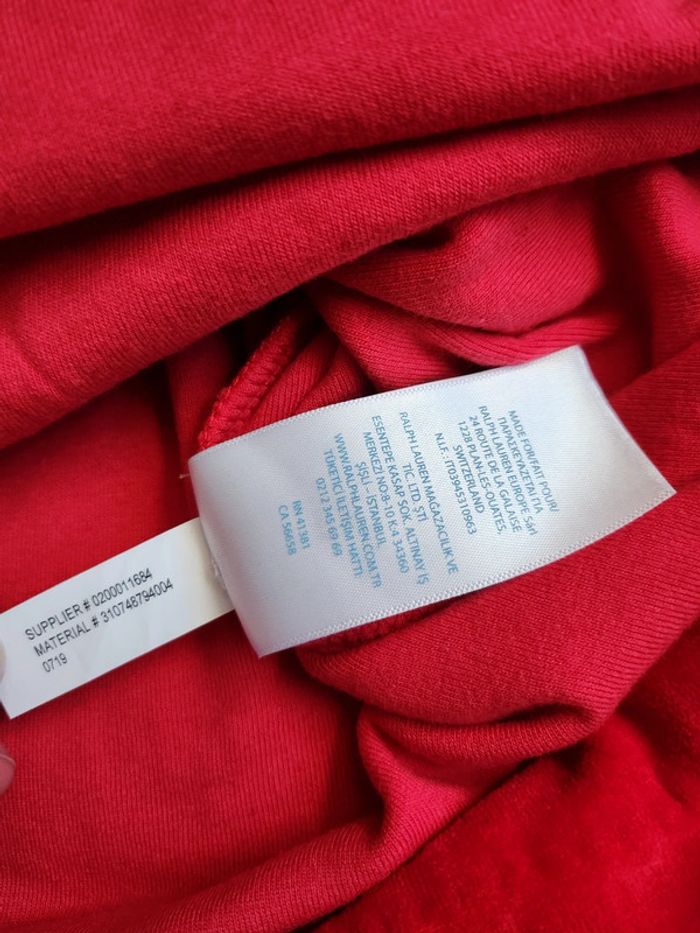 MADE FOR/FAIT POUR/
ΠΑΡΑΣΚΕΥΑΖΕΤΑΙ ΓΙΑ
RALPH LAUREN EUROPE Sàrl
24 ROUTE DE LA GALAISE
1228 PLAN-LES-OUATES,
SWITZERLAND
N.I.F. : IT03945310963
RALPH LAUREN MAĞAZACILIK VE
TİC. LTD. ŞTİ
ESENTEPE KASAP SOK. ALTINAY İŞ
MERKEZİ NO:8-10 K:4 34360
ŞİŞLİ - İSTANBUL
WWW.RALPHLAUREN.COM.TR
TÜKETİCİ İLETİŞİM HATTI:
0212 345 69 69
RN 41381
CA 56658
SUPPLIER # 0200011684
MATERIAL # 310748794004
0719